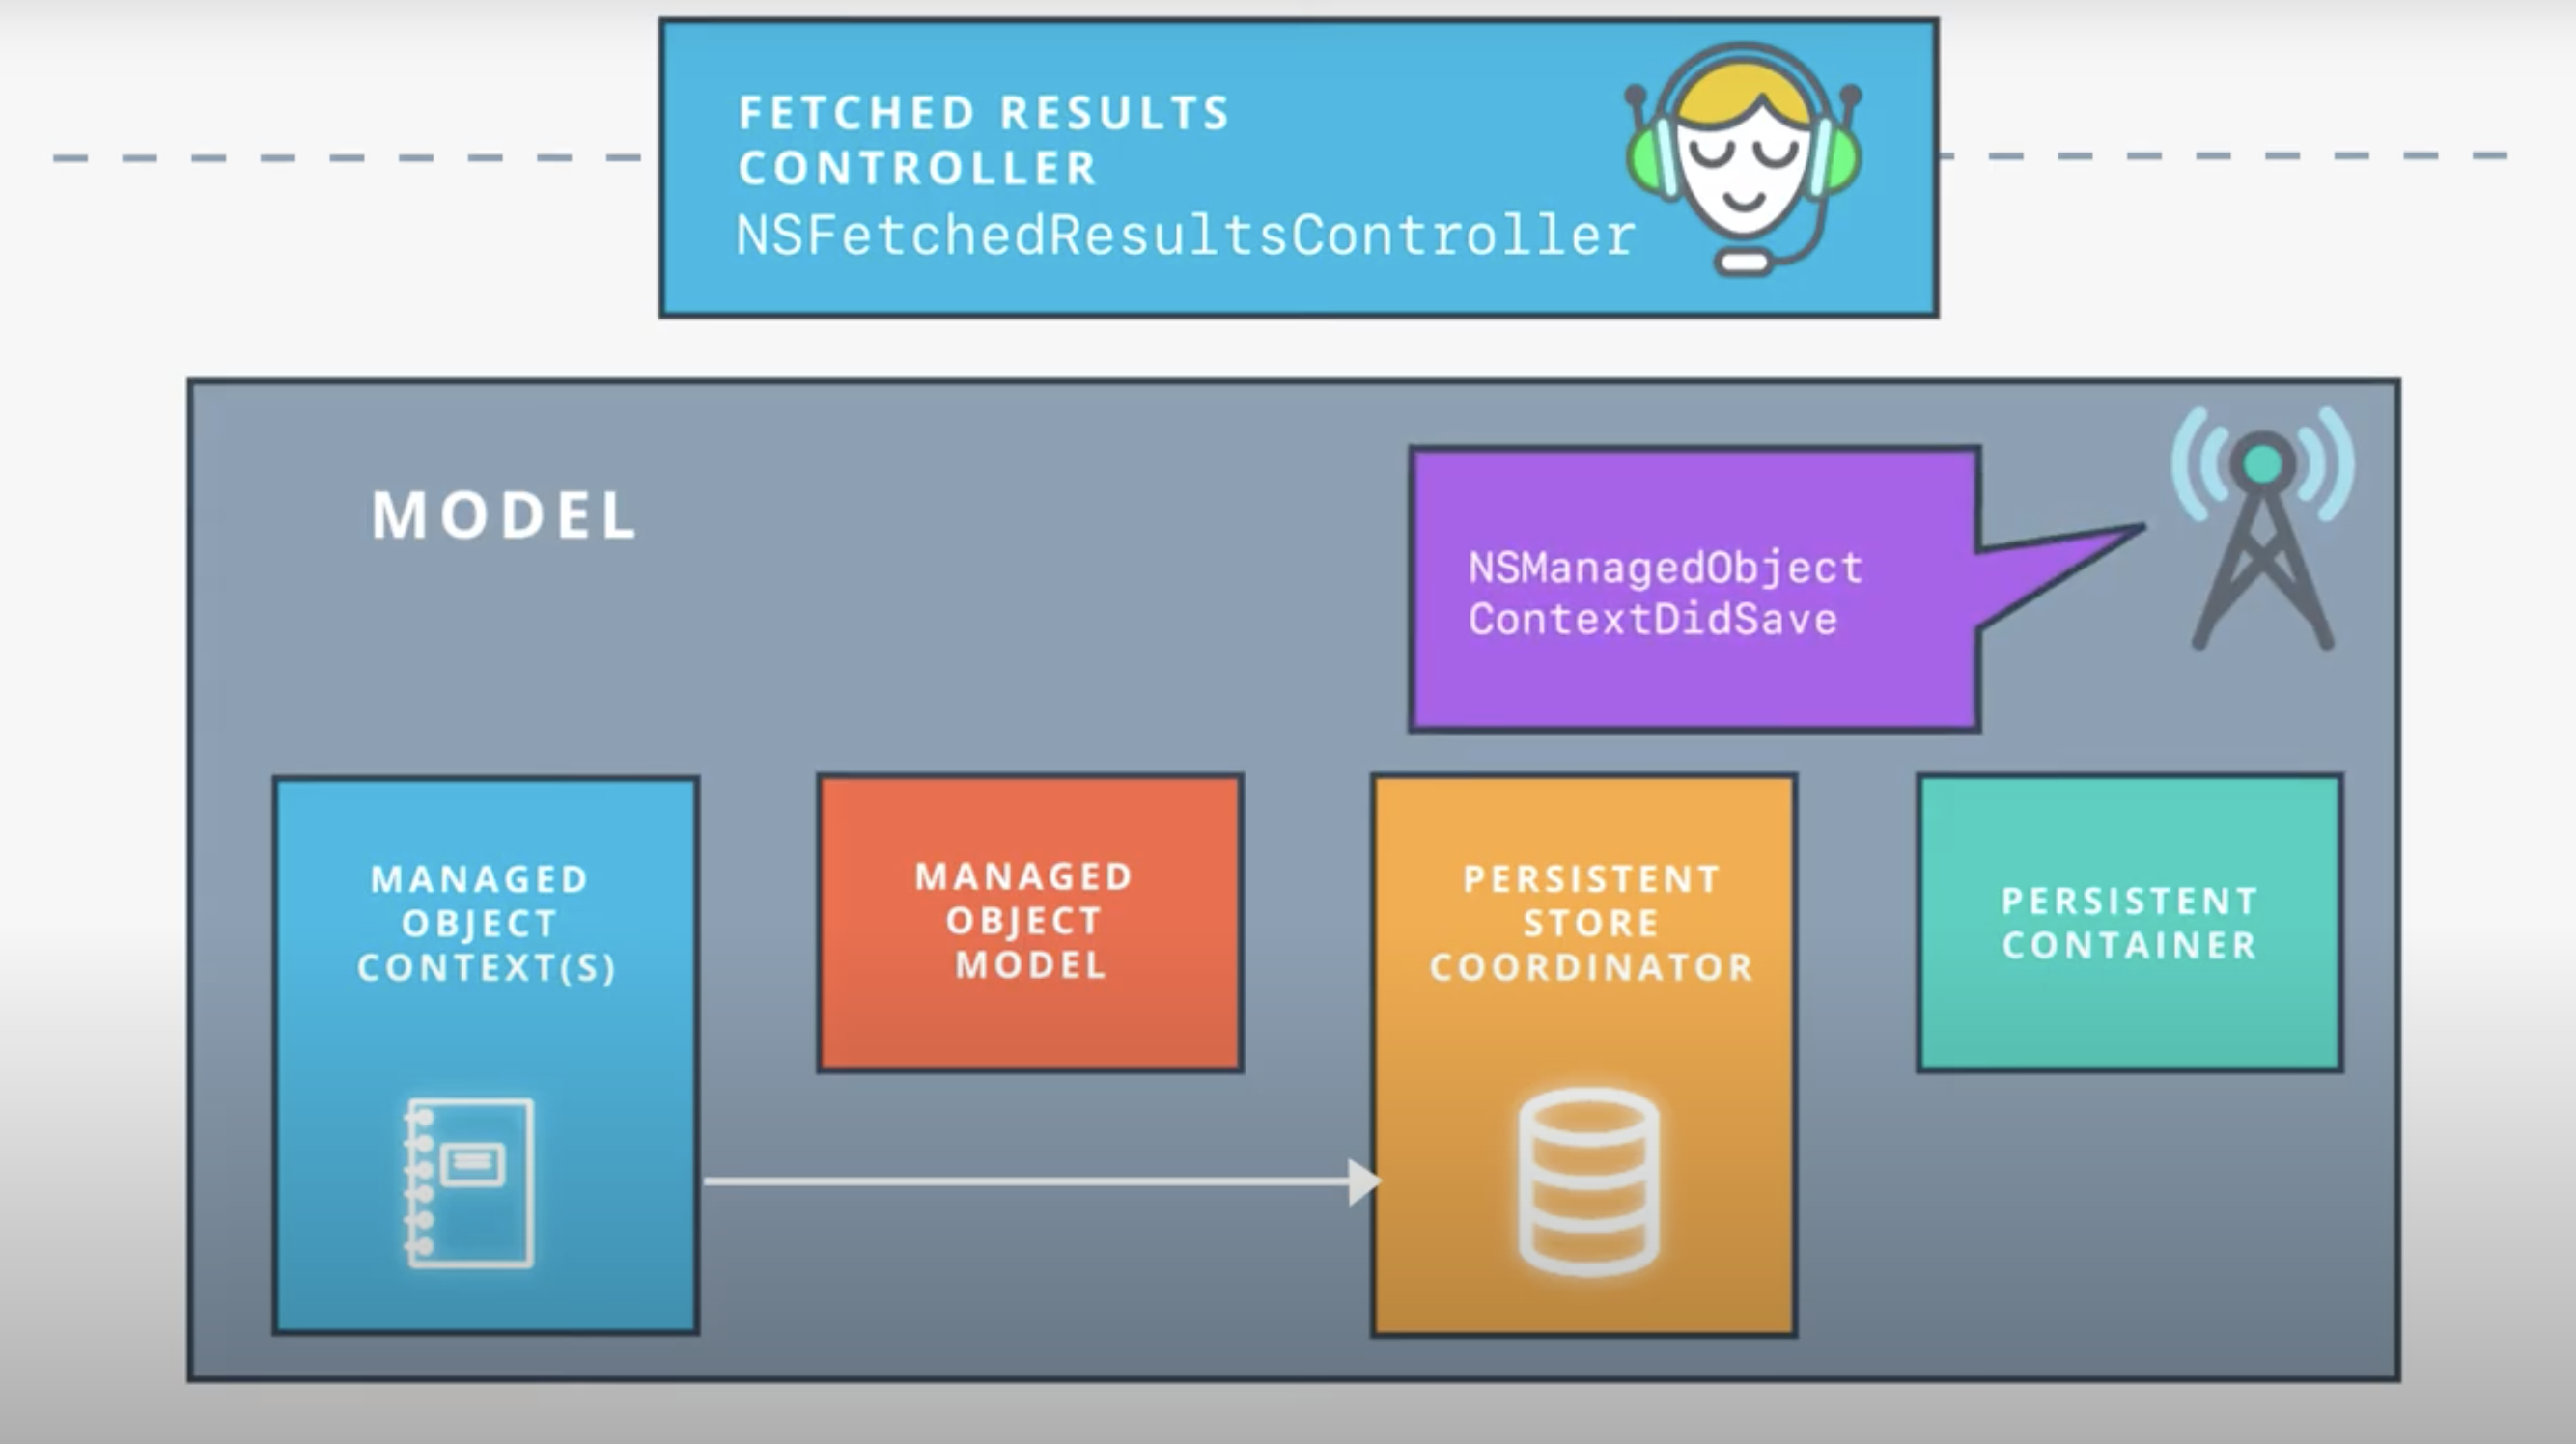 FETCHED RESULTS
CONTROLLER
NSFetchedResultsController
MODEL
NSManagedObject
ContextDidSave
MANAGED
OBJECT
CONTEXT(S)
MANAGED
OBJECT
MODEL
PERSISTENT
STORE
COORDINATOR
PERSISTENT
CONTAINER